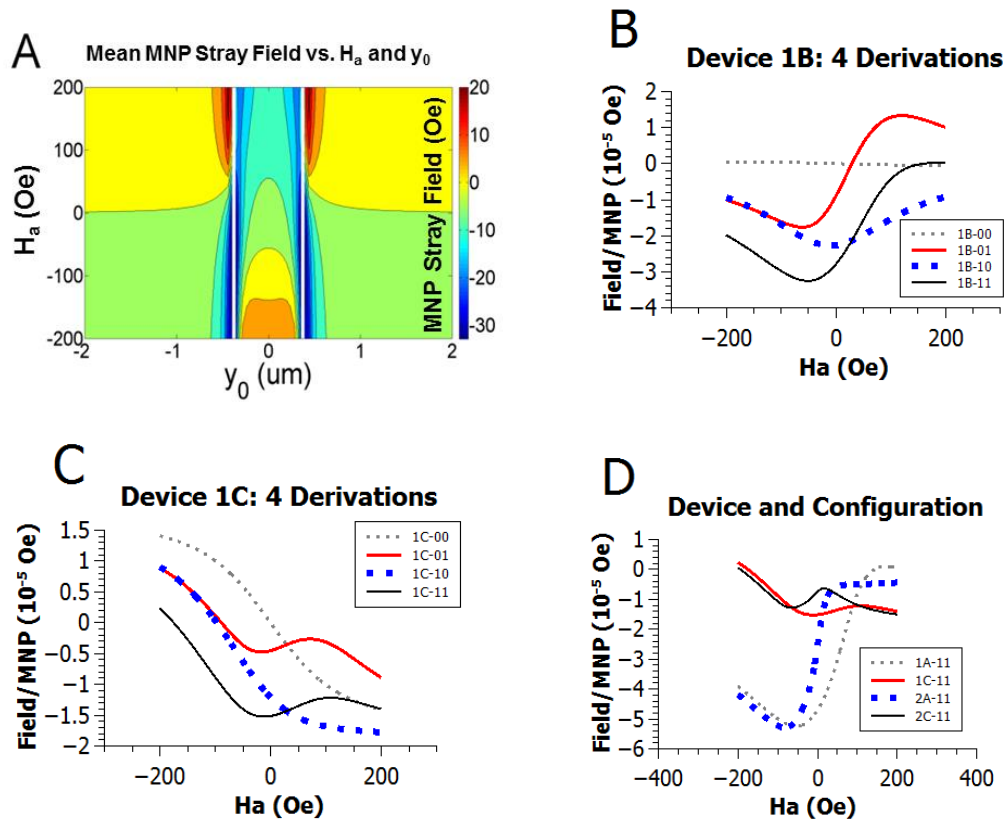 A
Mean MNP Stray Field vs. Hₐ and y₀
200
100
0
-100
-200
Hₐ (Oe)
-2
-1
0
1
2
y₀ (um)
MNP Stray Field (Oe)
20
10
0
-10
-20
-30
B
Device 1B: 4 Derivations
2
1
0
−1
−2
−3
−4
Field/MNP (10⁻⁵ Oe)
1B-00
1B-01
1B-10
1B-11
−200
0
200
Ha (Oe)
C
Device 1C: 4 Derivations
1.5
1
0.5
0
−0.5
−1
−1.5
−2
Field/MNP (10⁻⁵ Oe)
1C-00
1C-01
1C-10
1C-11
−200
0
200
Ha (Oe)
D
Device and Configuration
1
0
−1
−2
−3
−4
−5
−6
Field/MNP (10⁻⁵ Oe)
1A-11
1C-11
2A-11
2C-11
−400
−200
0
200
400
Ha (Oe)